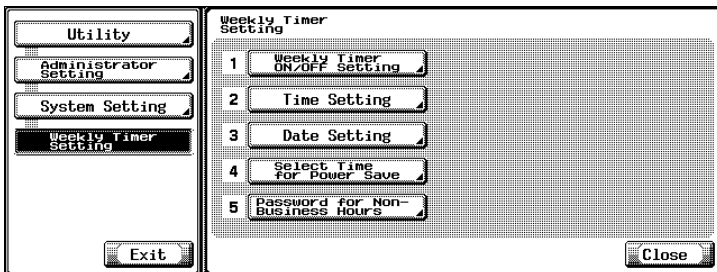 Utility
Administrator
Setting
System Setting
Weekly Timer
Setting
Exit
Weekly Timer
Setting
1 Weekly Timer
ON/OFF Setting
2 Time Setting
3 Date Setting
4 Select Time
for Power Save
5 Password for Non-
Business Hours
Close